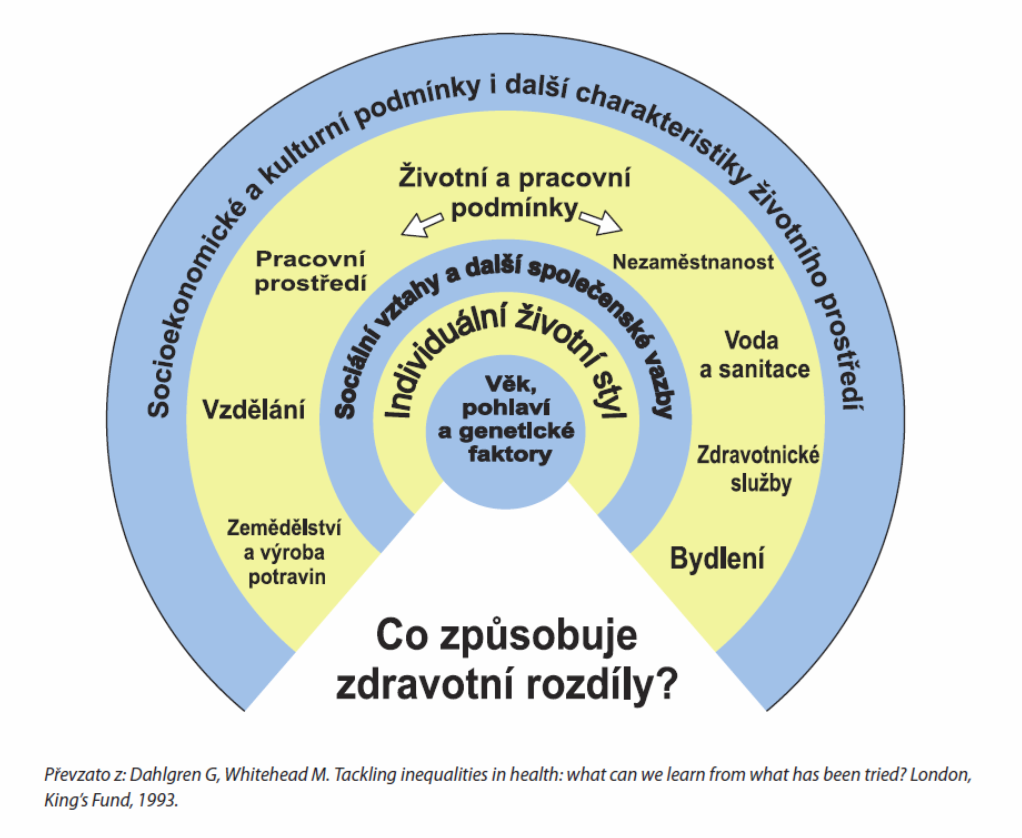 Socioekonomické a kulturní podmínky i další charakteristiky životního prostředí
Životní a pracovní
podmínky
Pracovní
prostředí
Nezaměstnanost
Sociální vztahy a další společenské vazby
Individuální životní styl
Voda
a sanitace
Věk,
pohlaví
a genetické
faktory
Vzdělání
Zdravotnické
služby
Zemědělství
a výroba
potravin
Bydlení
Co způsobuje
zdravotní rozdíly?
Převzato z: Dahlgren G, Whitehead M. Tackling inequalities in health: what can we learn from what has been tried? London,
King's Fund, 1993.